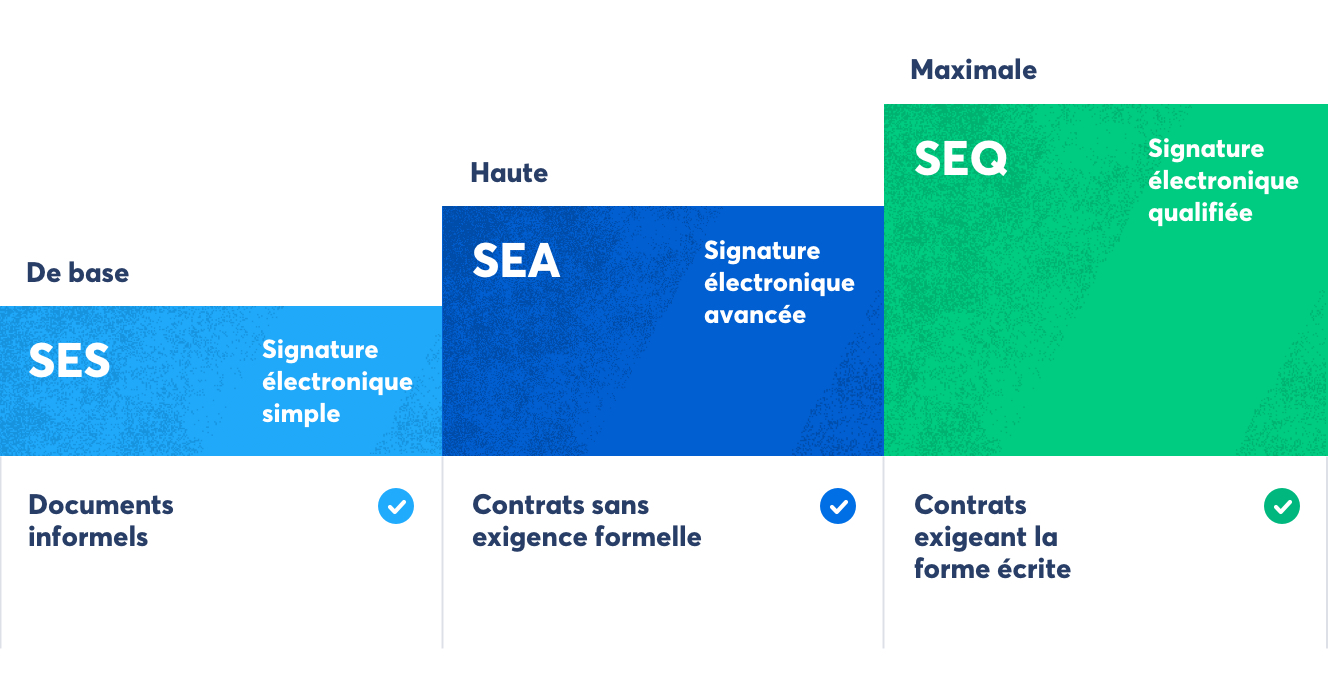 De base
SES
Signature
électronique
simple
Documents
informels
Haute
SEA
Signature
électronique
avancée
Contrats sans
exigence formelle
Maximale
SEQ
Signature
électronique
qualifiée
Contrats
exigeant la
forme écrite